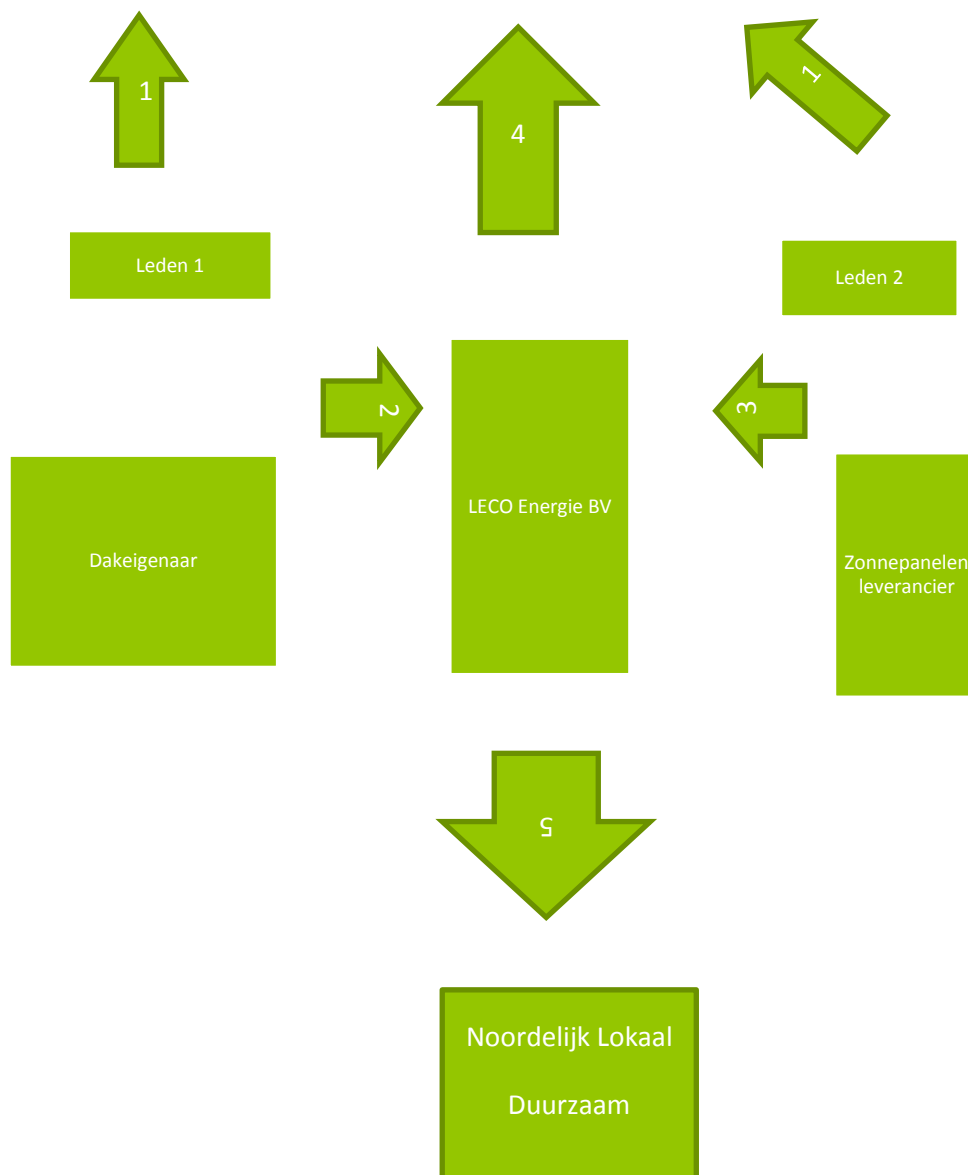 1
4
1
Leden 1
Leden 2
2
3
LECO Energie BV
Dakeigenaar
Zonnepanelen
leverancier
5
Noordelijk Lokaal
Duurzaam